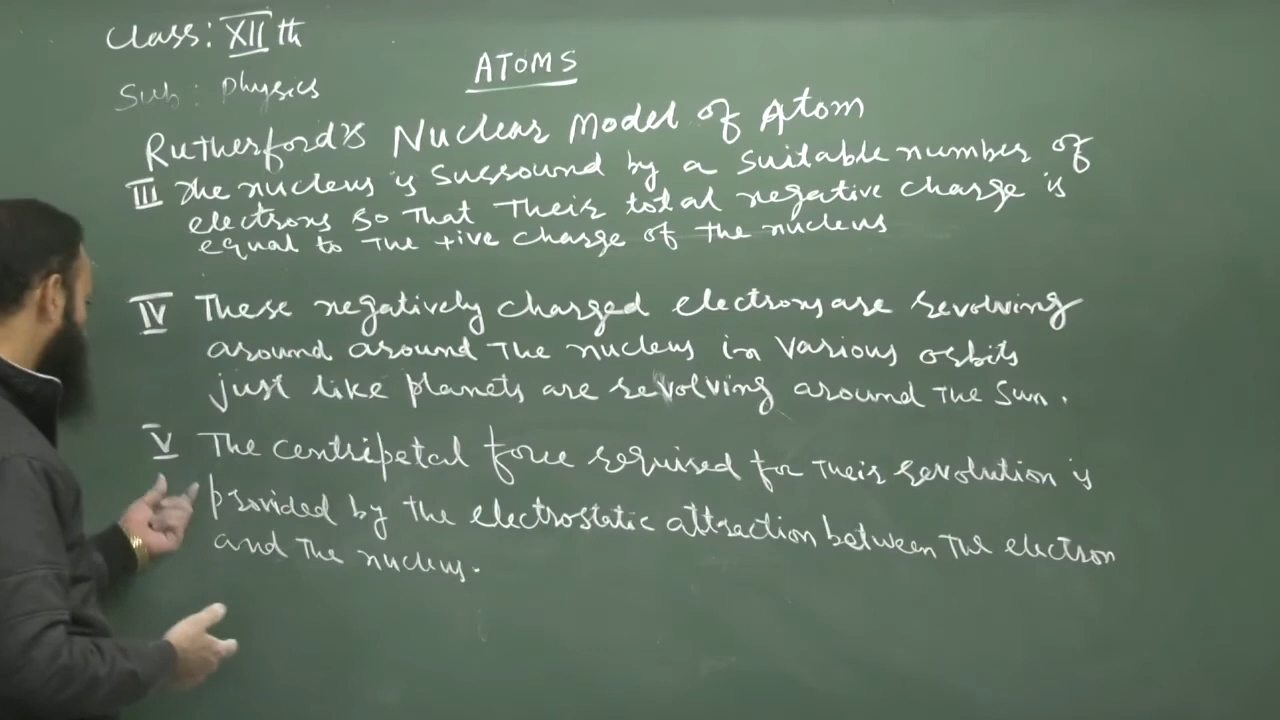 Class: XII th
ATOMS
Sub: Physics
Rutherford's Nuclear Model of Atom
III The nucleus is surround by a suitable number of
electrons so that their total negative charge is
equal to the +ive charge of the nucleus
IV These negatively charged electrons are revolving
around around the nucleus in various orbits
just like planets are revolving around the Sun.
V The centripetal force required for their revolution is
provided by the electrostatic attraction between the electron
and the nucleus.